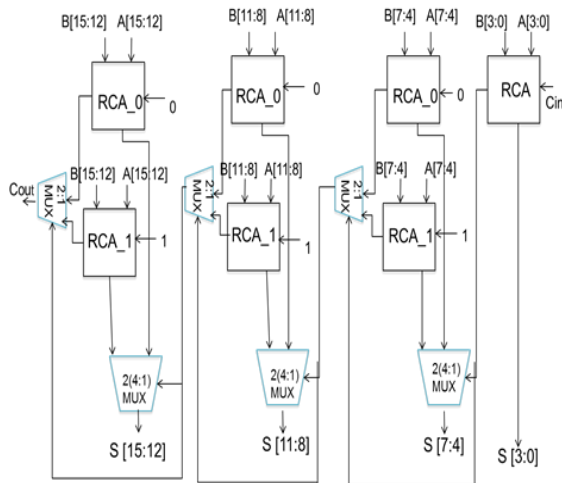 B[15:12] A[15:12]
B[11:8] A[11:8]
B[7:4] A[7:4]
B[3:0] A[3:0]
RCA_0
0
RCA_0
0
RCA_0
0
RCA
Cin
B[15:12] A[15:12]
B[11:8] A[11:8]
B[7:4] A[7:4]
Cout
2:1
MUX
2:1
MUX
2:1
MUX
RCA_1
1
RCA_1
1
RCA_1
1
2(4:1)
MUX
2(4:1)
MUX
2(4:1)
MUX
S [15:12]
S [11:8]
S [7:4]
S [3:0]